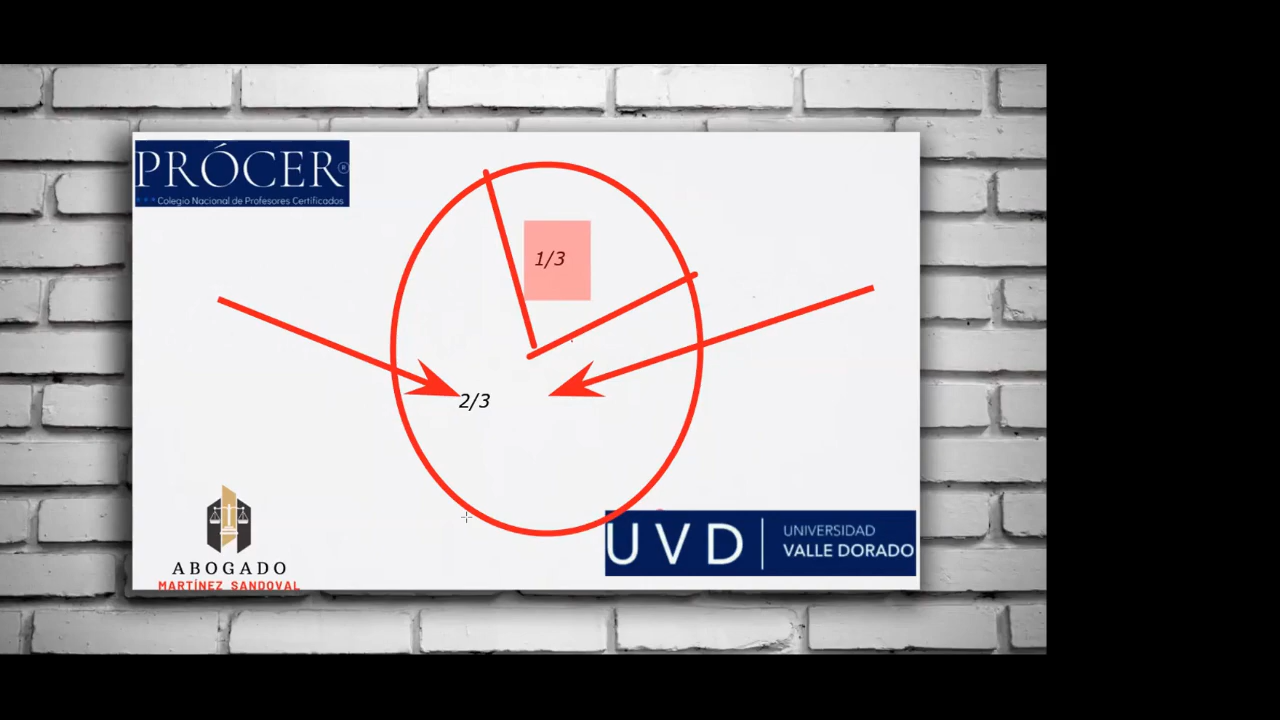 PRÓCER®
Colegio Nacional de Profesores Certificados
1/3
2/3
ABOGADO
MARTÍNEZ SANDOVAL
UVD
UNIVERSIDAD
VALLE DORADO